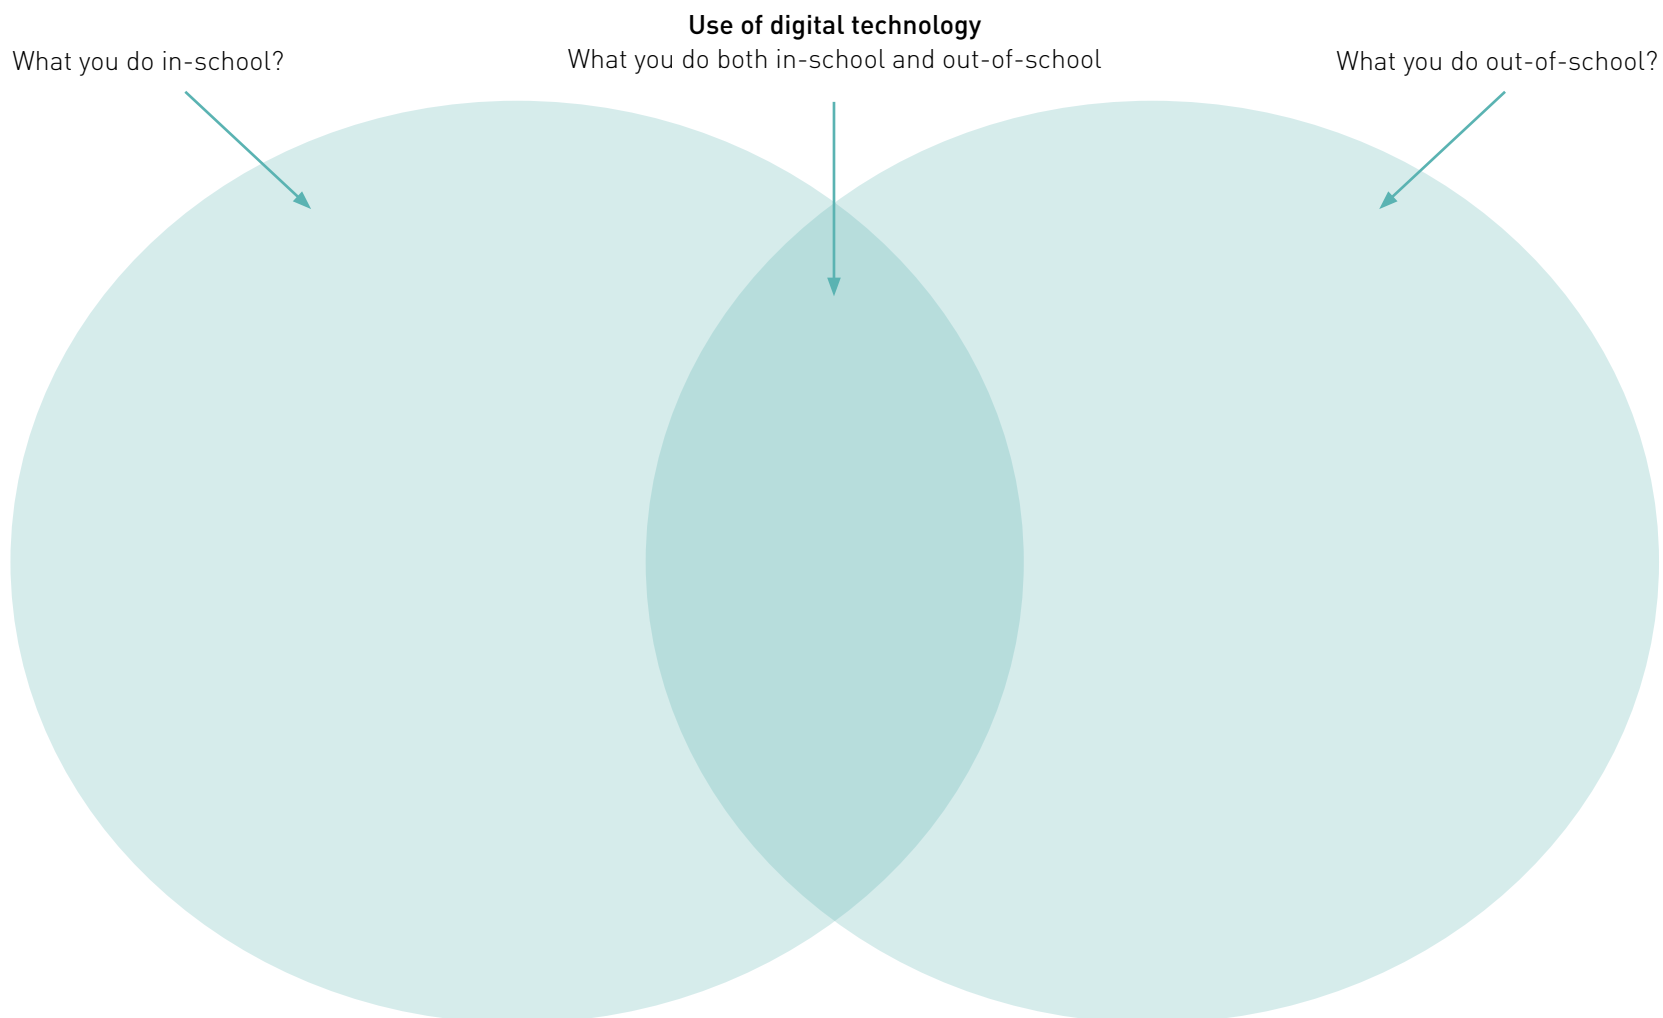 Use of digital technology
What you do in-school?
What you do both in-school and out-of-school
What you do out-of-school?